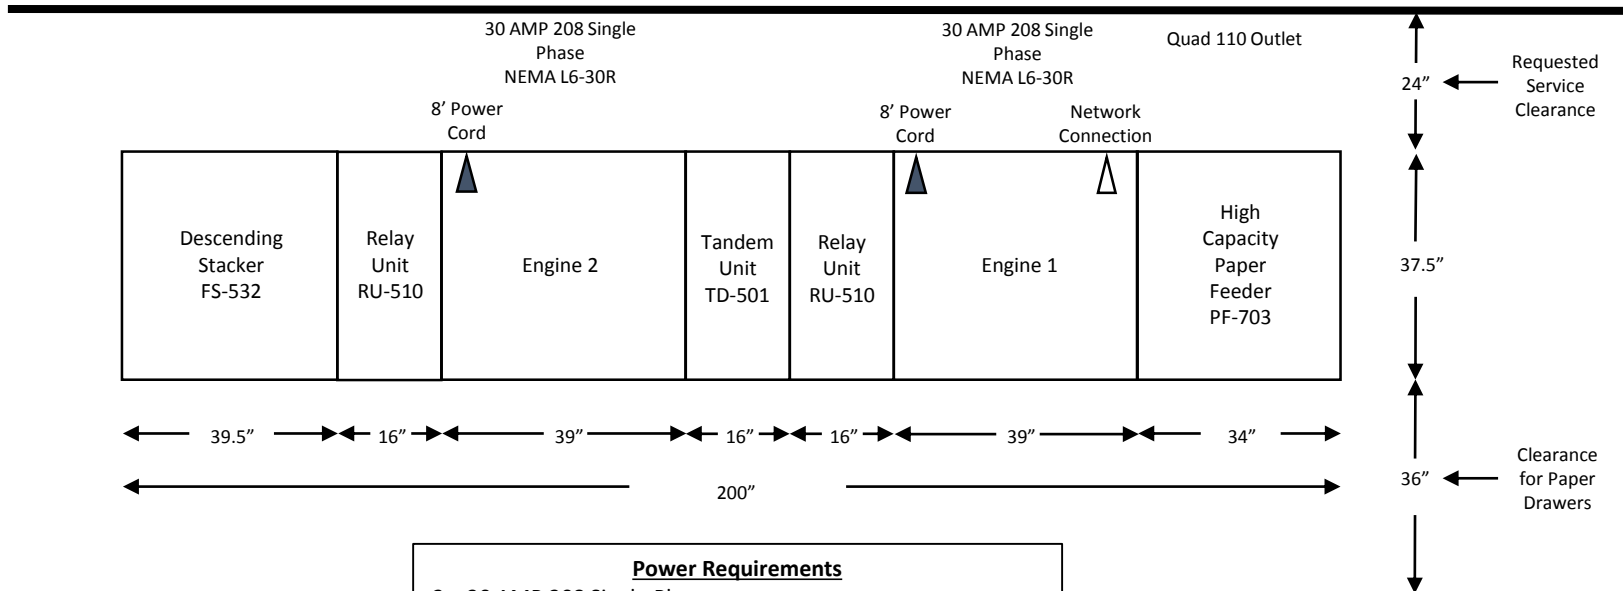 30 AMP 208 Single
Phase
NEMA L6-30R
30 AMP 208 Single
Phase
NEMA L6-30R
Quad 110 Outlet
24”
Requested
Service
Clearance
8’ Power
Cord
8’ Power
Cord
Network
Connection
Descending
Stacker
FS-532
Relay
Unit
RU-510
Engine 2
Tandem
Unit
TD-501
Relay
Unit
RU-510
Engine 1
High
Capacity
Paper
Feeder
PF-703
37.5”
39.5”
16”
39”
16”
16”
39”
34”
200”
36”
Clearance
for Paper
Drawers
Power Requirements